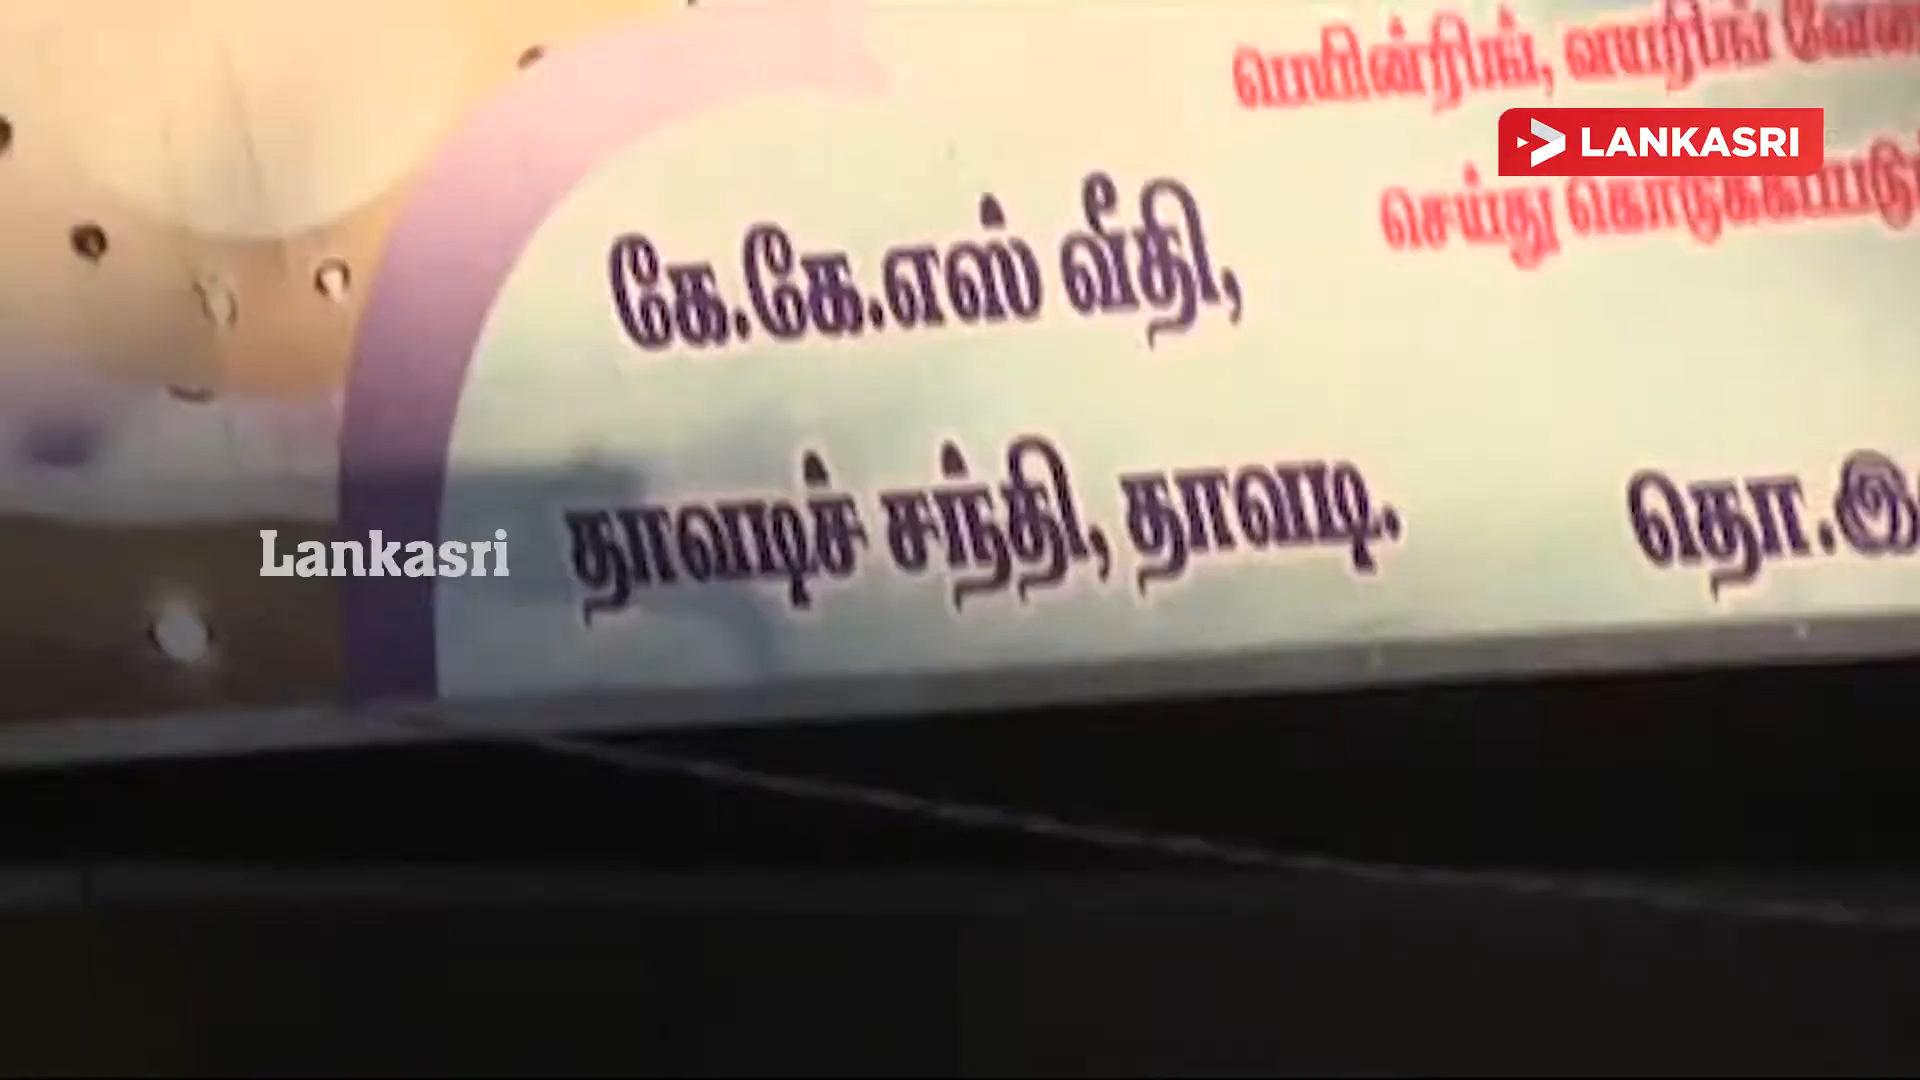 பெயின்ரிங், வயரிங்
LANKASRI
செய்து
கே.கே.எஸ் வீதி,
தாவடிச் சந்தி, தாவடி.
தொ.இ
Lankasri